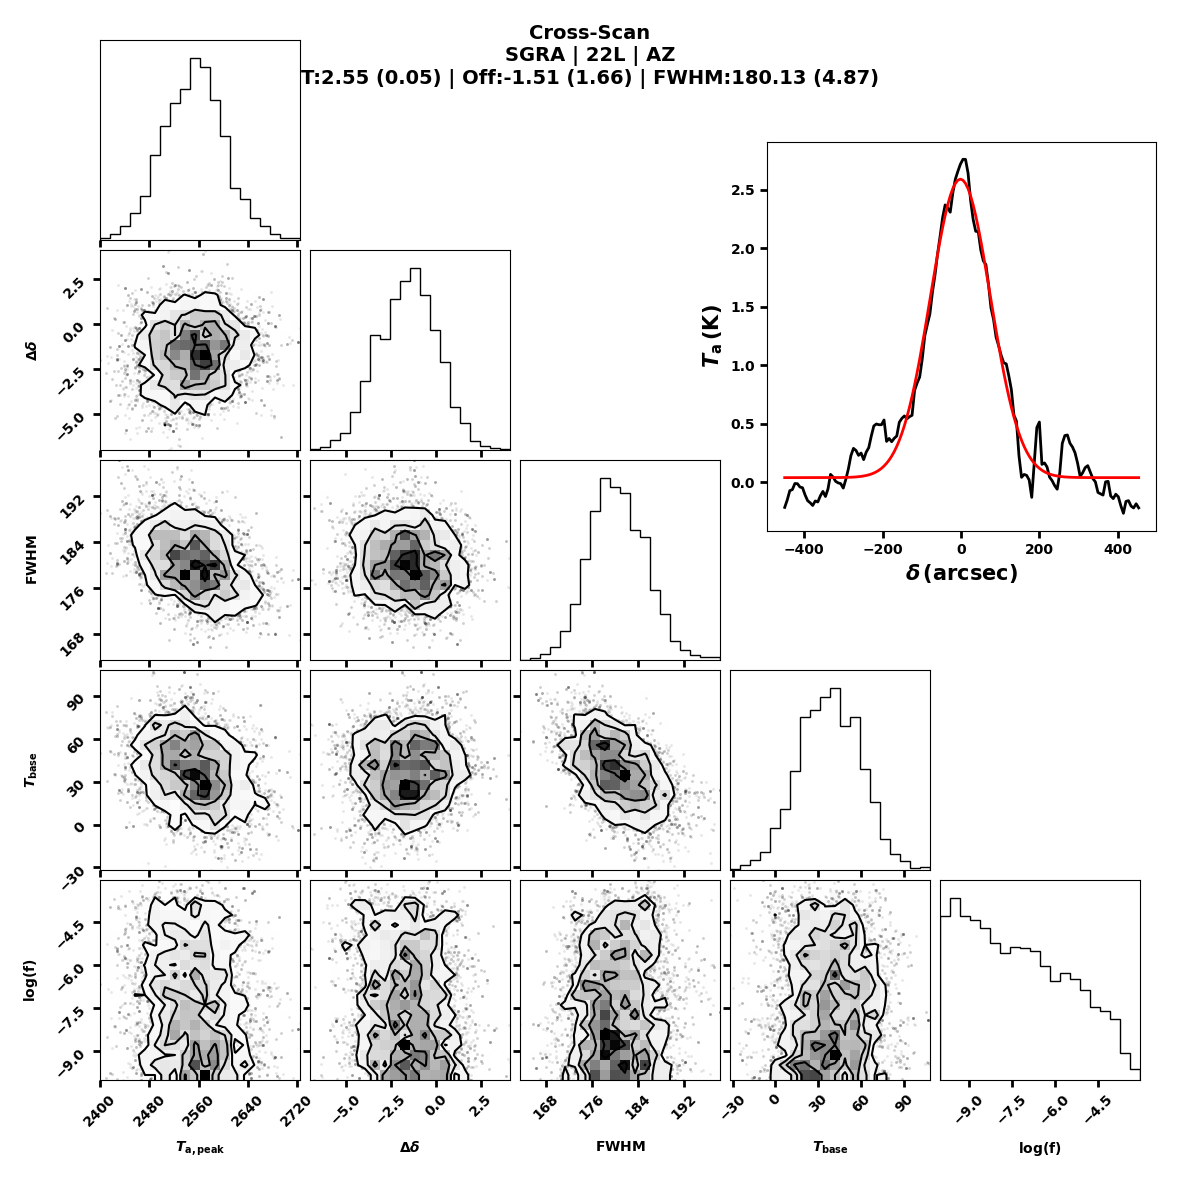 Cross-Scan
SGRA | 22L | AZ
T:2.55 (0.05) | Off:-1.51 (1.66) | FWHM:180.13 (4.87)
2.5
2.0
1.5
1.0
0.5
0.0
Ta (K)
−400 −200 0 200 400
δ (arcsec)
2.5
0.0
−2.5
−5.0
Δδ
192
184
176
168
FWHM
90
60
30
0
−30
Tbase
−4.5
−6.0
−7.5
−9.0
log(f)
2400 2480 2560 2640 2720
−5.0 −2.5 0.0 2.5
168 176 184 192
−30 0 30 60 90
−9.0 −7.5 −6.0 −4.5
Ta,peak
Δδ
FWHM
Tbase
log(f)